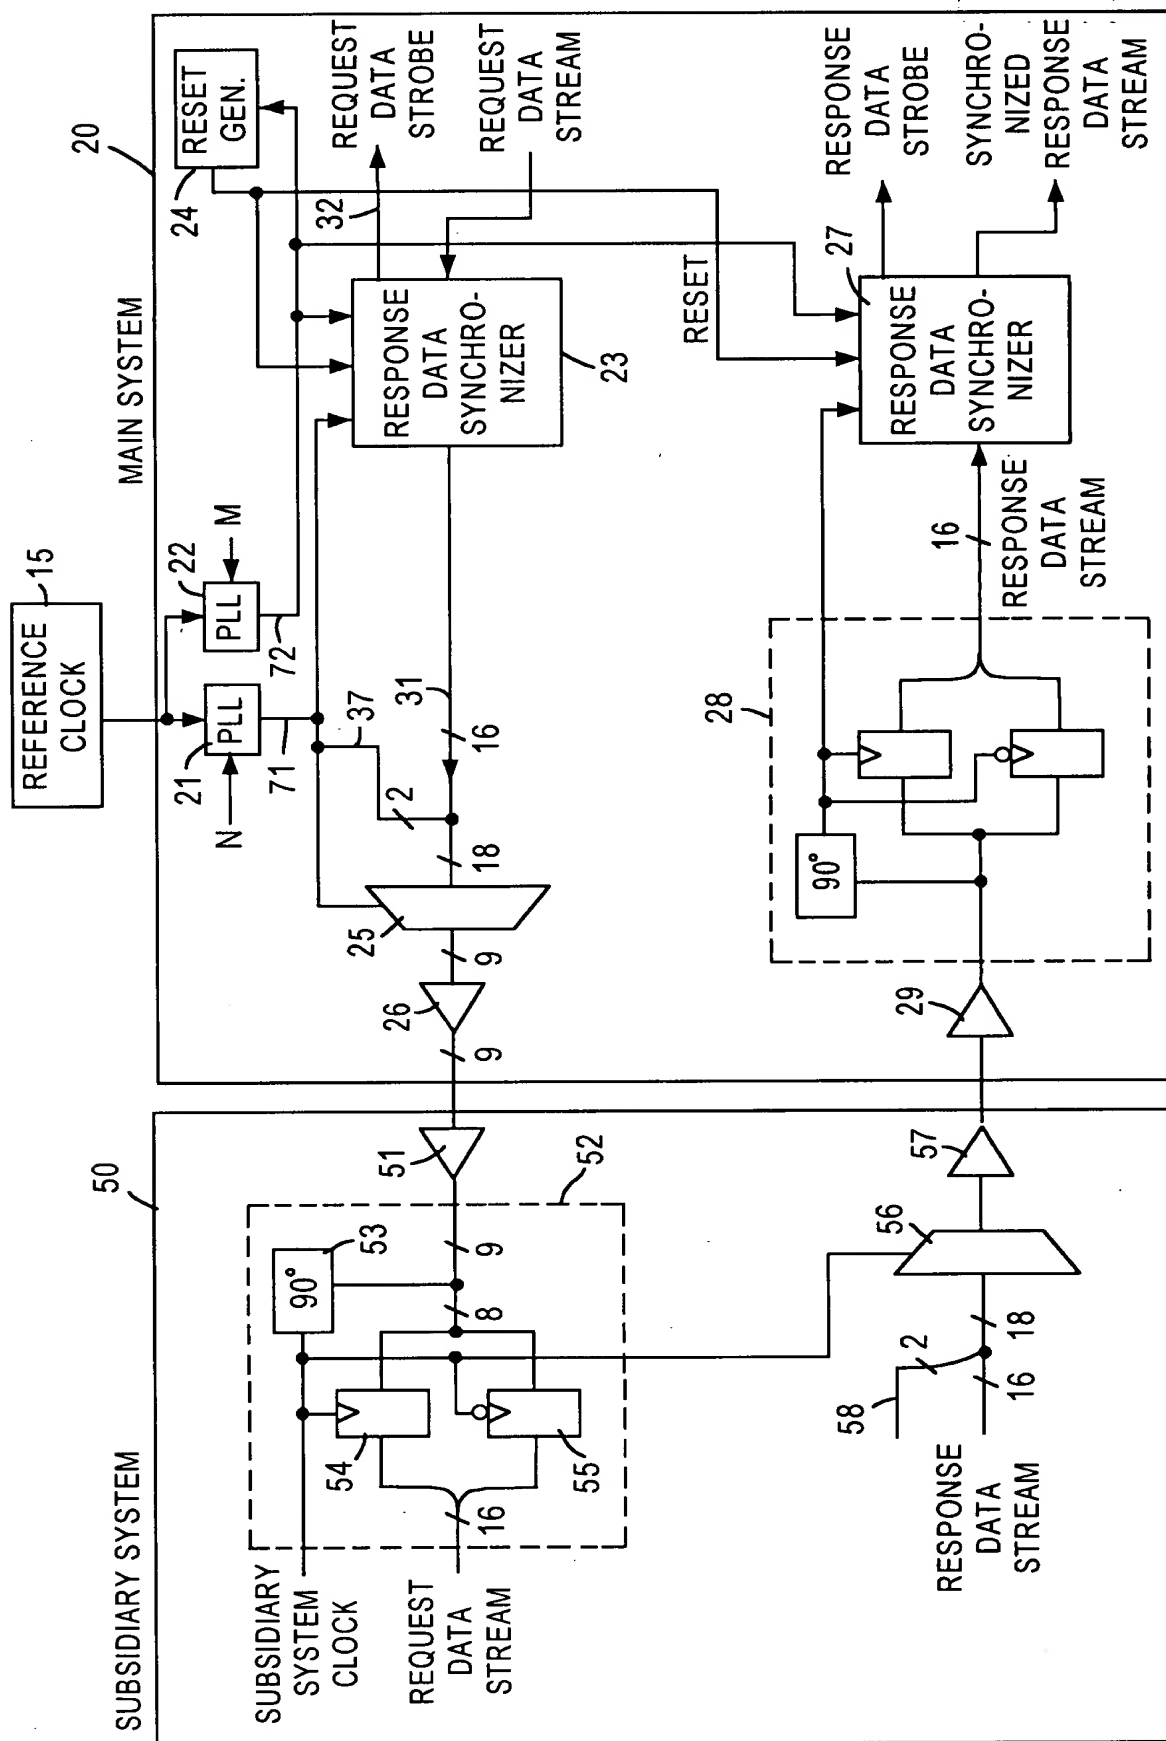 REFERENCE
CLOCK
15
MAIN SYSTEM
20
SUBSIDIARY SYSTEM
50
N
21
PLL
71
22
PLL
M
72
24
RESET
GEN.
32
REQUEST
DATA
STROBE
REQUEST
DATA
STREAM
RESPONSE
DATA
SYNCHRO-
NIZER
23
37
2
31
16
18
25
9
26
9
51
52
53
90°
9
8
54
55
16
SUBSIDIARY
SYSTEM
CLOCK
REQUEST
DATA
STREAM
RESET
27
RESPONSE
DATA
SYNCHRO-
NIZER
RESPONSE
DATA
STROBE
SYNCHRO-
NIZED
RESPONSE
DATA
STREAM
16
RESPONSE
DATA
STREAM
28
90°
29
57
56
18
2
16
58
RESPONSE
DATA
STREAM